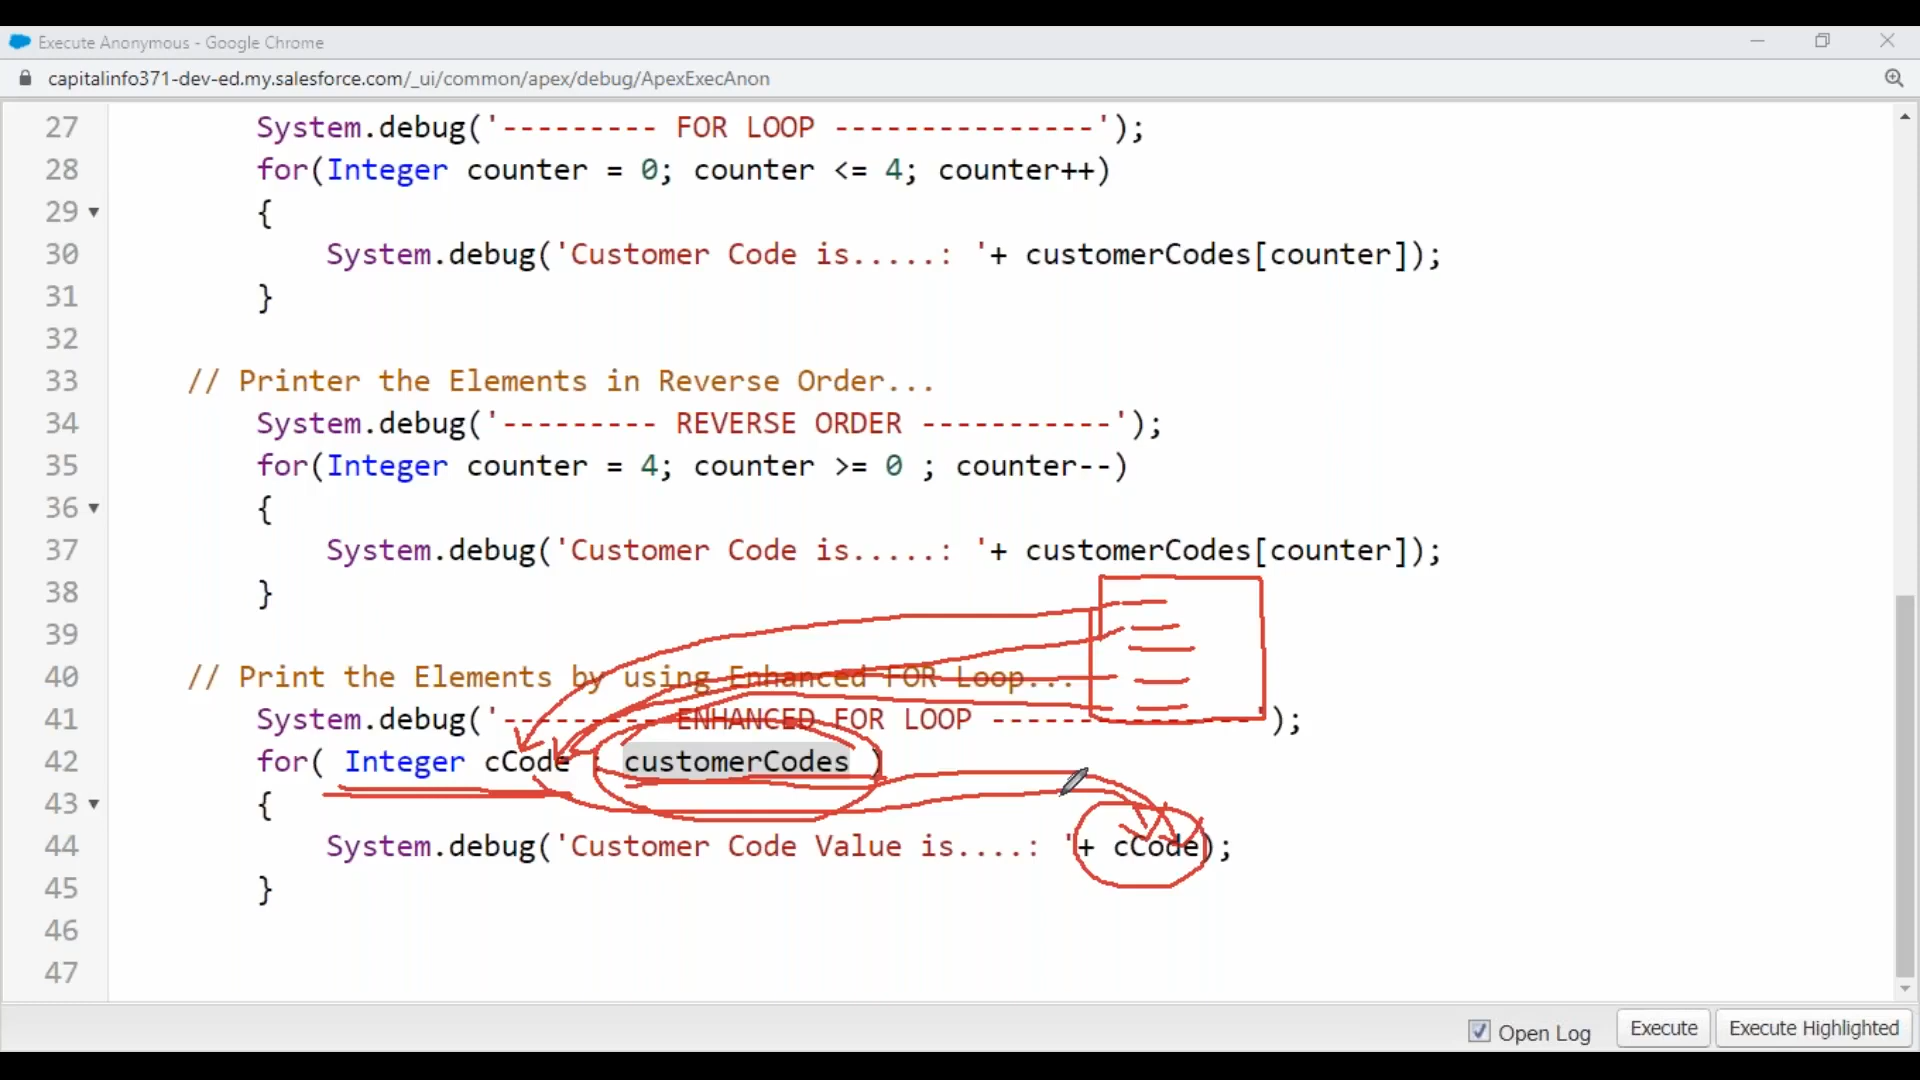 Execute Anonymous - Google Chrome
capitalinfo371-dev-ed.my.salesforce.com/_ui/common/apex/debug/ApexExecAnon
27 System.debug('--------- FOR LOOP ---------------');
28 for(Integer counter = 0; counter <= 4; counter++)
29 {
30 System.debug('Customer Code is.....: '+ customerCodes[counter]);
31 }
32
33 // Printer the Elements in Reverse Order...
34 System.debug('--------- REVERSE ORDER -----------');
35 for(Integer counter = 4; counter >= 0 ; counter--)
36 {
37 System.debug('Customer Code is.....: '+ customerCodes[counter]);
38 }
39
40 // Print the Elements by using Enhanced FOR Loop...
41 System.debug('--------- ENHANCED FOR LOOP ---------------');
42 for( Integer cCode : customerCodes )
43 {
44 System.debug('Customer Code Value is....: '+ cCode);
45 }
46
47
Open Log Execute Execute Highlighted